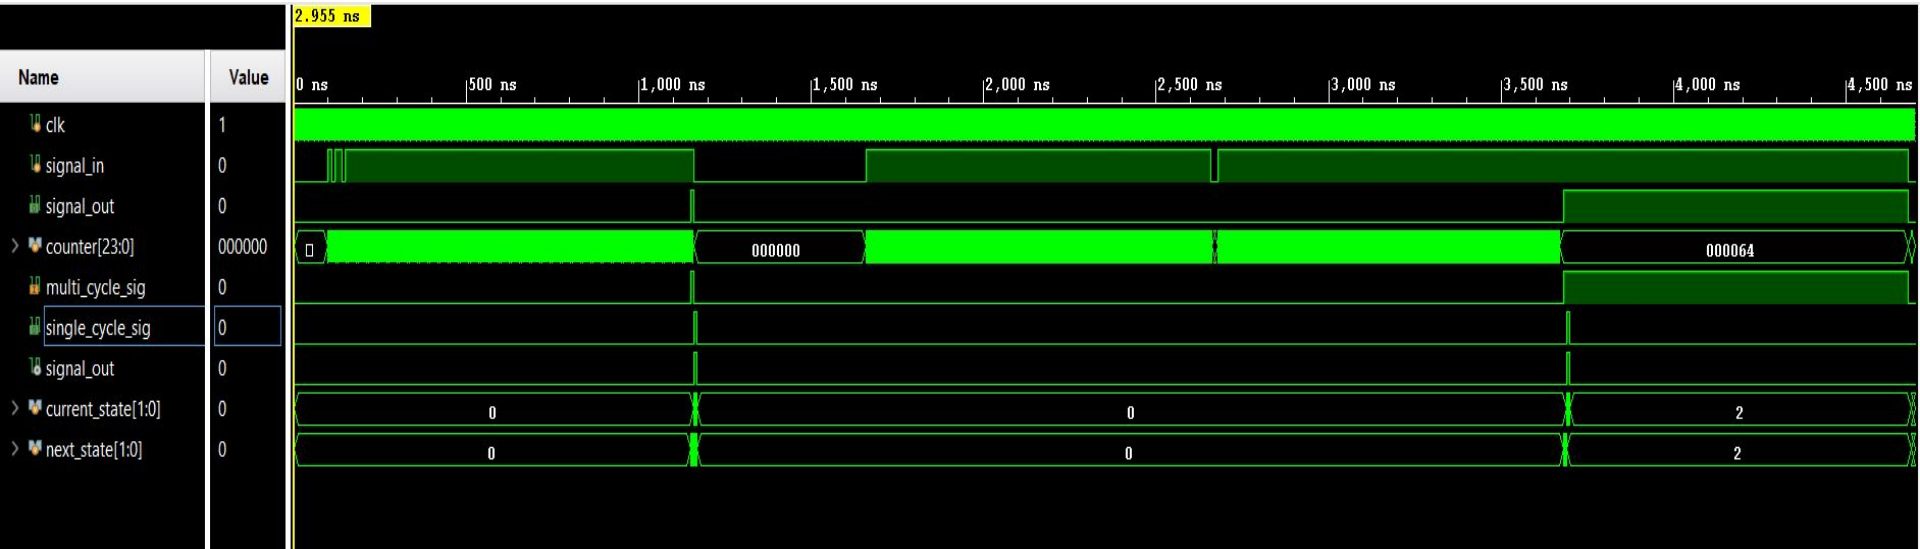 2.955 ns
Name Value 0 ns 500 ns 1,000 ns 1,500 ns 2,000 ns 2,500 ns 3,000 ns 3,500 ns 4,000 ns 4,500 ns
clk 1
signal_in 0
signal_out 0
counter[23:0] 000000 000000 000064
multi_cycle_sig 0
single_cycle_sig 0
signal_out 0
current_state[1:0] 0 0 0 2
next_state[1:0] 0 0 0 2